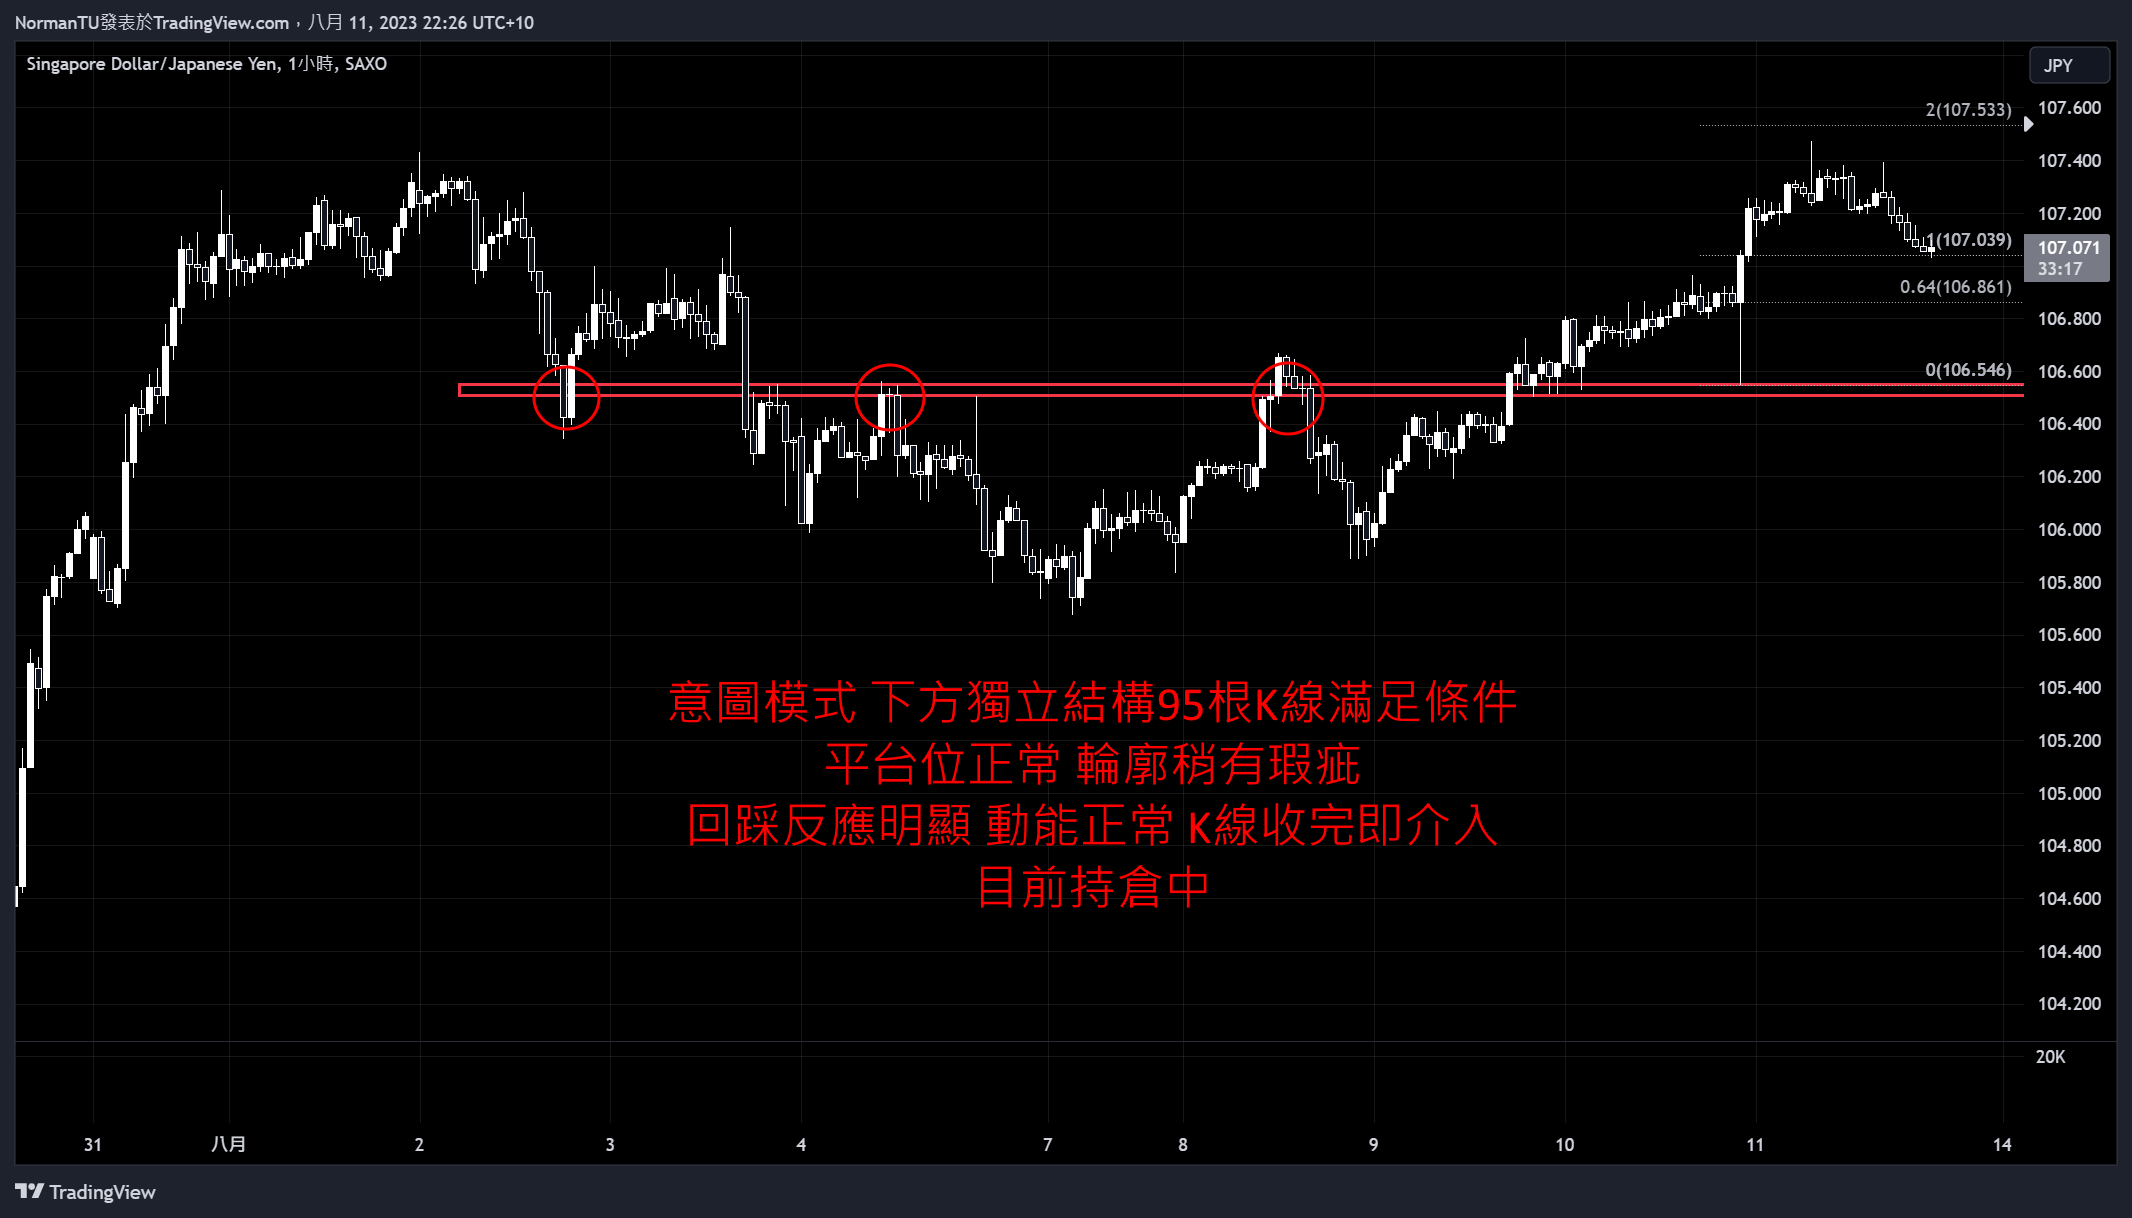 NormanTU發表於TradingView.com，八月 11, 2023 22:26 UTC+10
Singapore Dollar/Japanese Yen, 1小時, SAXO
JPY
2(107.533)
107.600
107.400
107.200
1(107.039)
107.071
33:17
0.64(106.861)
106.800
0(106.546)
106.600
106.400
106.200
106.000
105.800
105.600
105.400
105.200
105.000
104.800
104.600
104.400
104.200
20K
意圖模式 下方獨立結構95根K線滿足條件
平台位正常 輪廓稍有瑕疵
回踩反應明顯 動能正常 K線收完即介入
目前持倉中
31 八月 2 3 4 7 8 9 10 11 14
TradingView